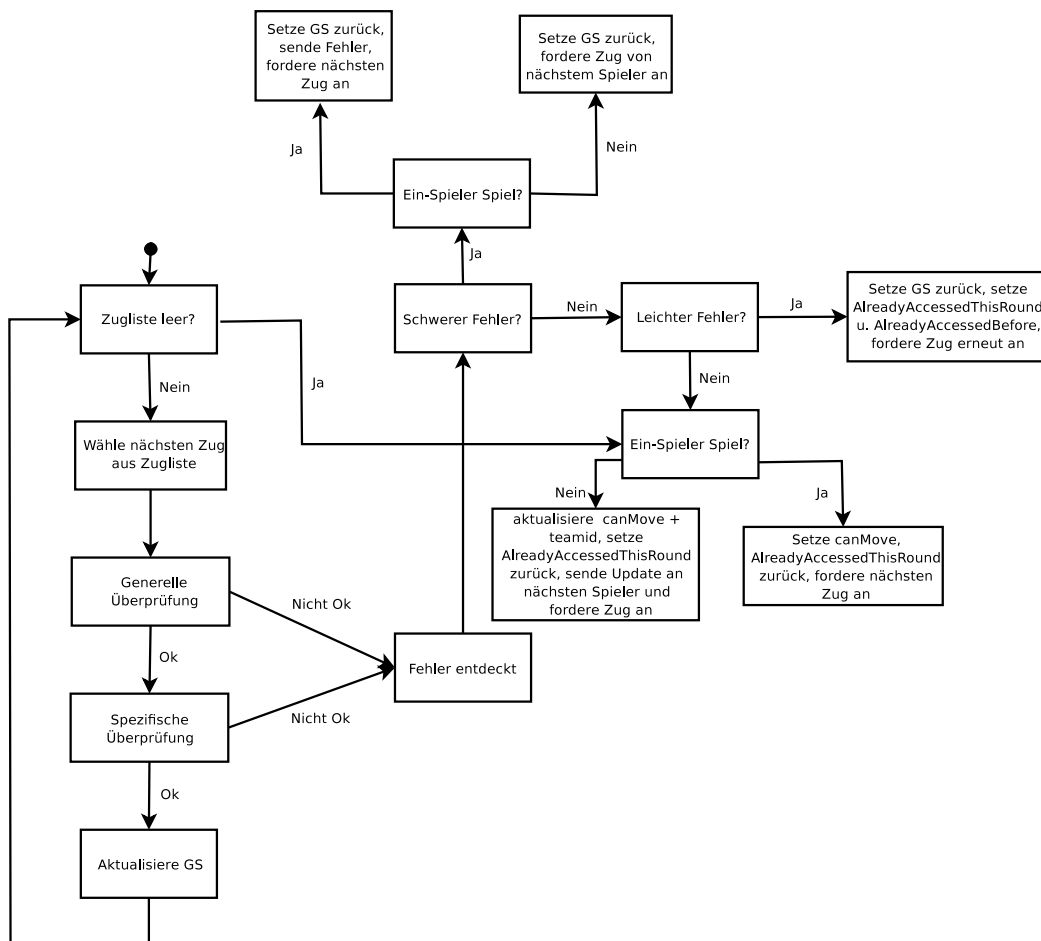 Setze GS zurück,
sende Fehler,
fordere nächsten
Zug an
Setze GS zurück,
fordere Zug von
nächstem Spieler an
Ja
Nein
Ein-Spieler Spiel?
Ja
Zugliste leer?
Schwerer Fehler?
Nein
Leichter Fehler?
Ja
Setze GS zurück, setze
AlreadyAccessedThisRound
u. AlreadyAccessedBefore,
fordere Zug erneut an
Nein
Ja
Nein
Wähle nächsten Zug
aus Zugliste
Ein-Spieler Spiel?
Nein
Ja
aktualisiere canMove +
teamid, setze
AlreadyAccessedThisRound
zurück, sende Update an
nächsten Spieler und
fordere Zug an
Setze canMove,
AlreadyAccessedThisRound
zurück, fordere nächsten
Zug an
Generelle
Überprüfung
Nicht Ok
Ok
Fehler entdeckt
Spezifische
Überprüfung
Nicht Ok
Ok
Aktualisiere GS